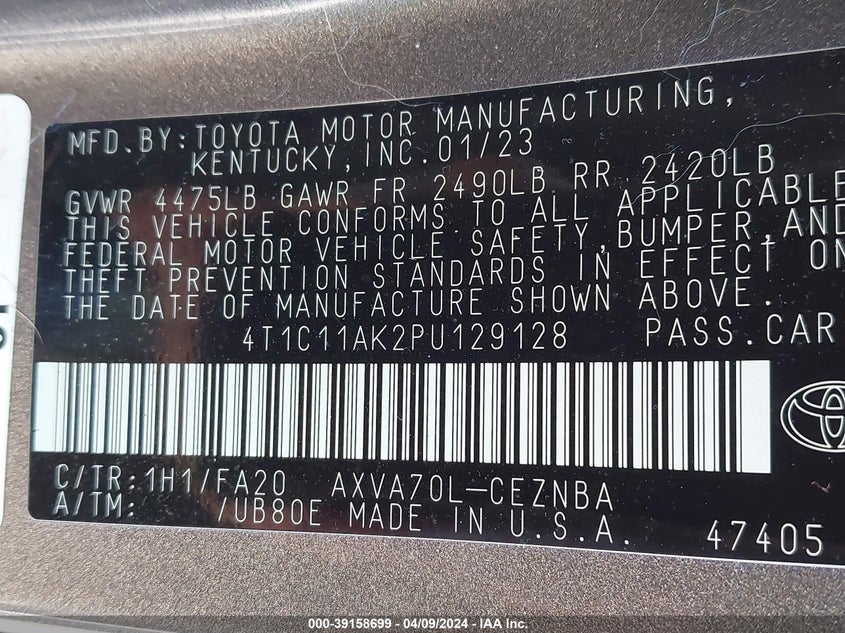 MFD.BY:TOYOTA MOTOR MANUFACTURING,
KENTUCKY,INC.01/23
GVWR 4475LB GAWR FR 2490LB RR 2420LB
THIS VEHICLE CONFORMS TO ALL APPLICABLE
FEDERAL MOTOR VEHICLE SAFETY,BUMPER,AND
THEFT PREVENTION STANDARDS IN EFFECT ON
THE DATE OF MANUFACTURE SHOWN ABOVE.
4T1C11AK2PU129128 PASS.CAR
C/TR:1H1/FA20 AXVA70L-CEZNBA
A/TM: /UB80E MADE IN U.S.A.
47405
000-39158699 - 04/09/2024 - IAA Inc.